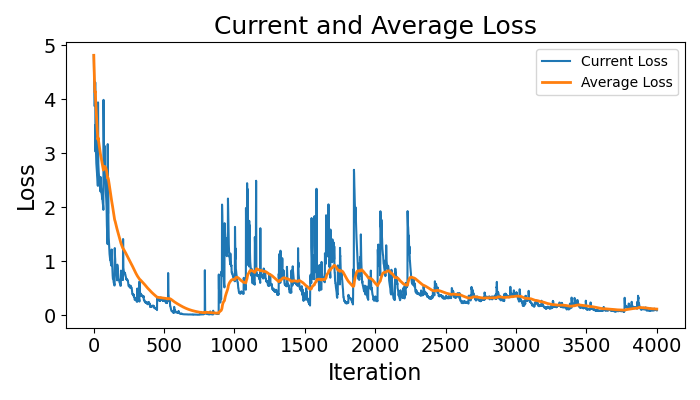 Current and Average Loss
Current Loss
Average Loss
Loss
5
4
3
2
1
0
0 500 1000 1500 2000 2500 3000 3500 4000
Iteration